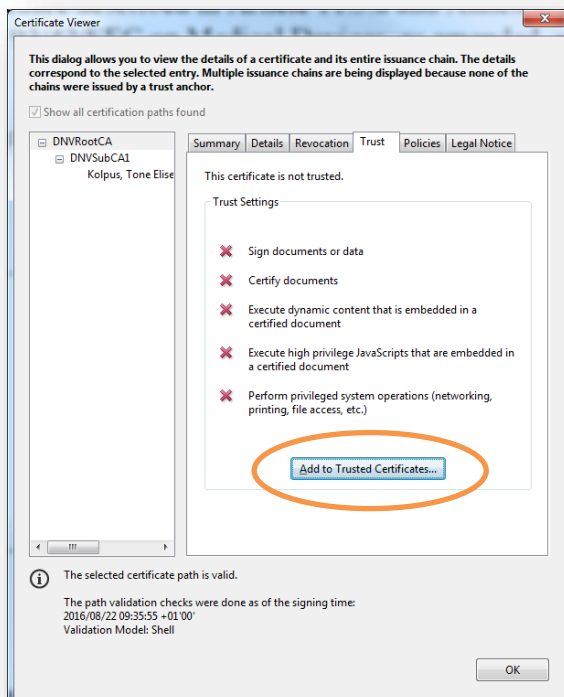 Certificate Viewer
This dialog allows you to view the details of a certificate and its entire issuance chain. The details
correspond to the selected entry. Multiple issuance chains are being displayed because none of the
chains were issued by a trust anchor.
Show all certification paths found
DNVRootCA
DNVSubCA1
Kolpus, Tone Elise
Summary Details Revocation Trust Policies Legal Notice
This certificate is not trusted.
Trust Settings
Sign documents or data
Certify documents
Execute dynamic content that is embedded in a
certified document
Execute high privilege JavaScripts that are embedded in
a certified document
Perform privileged system operations (networking,
printing, file access, etc.)
Add to Trusted Certificates...
The selected certificate path is valid.
The path validation checks were done as of the signing time:
2016/08/22 09:35:55 +01'00'
Validation Model: Shell
OK